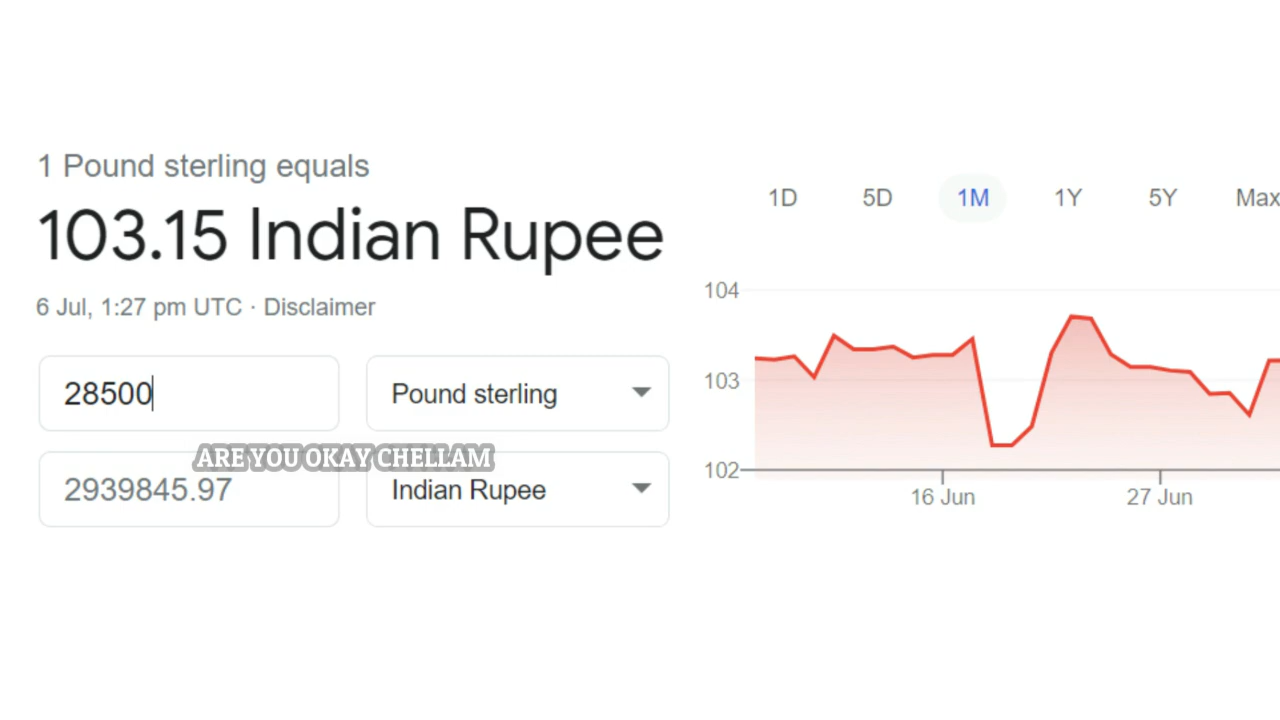 1 Pound sterling equals
103.15 Indian Rupee
6 Jul, 1:27 pm UTC · Disclaimer
28500 Pound sterling
ARE YOU OKAY CHELLAM
2939845.97 Indian Rupee
1D 5D 1M 1Y 5Y Max
104
103
102
16 Jun 27 Jun